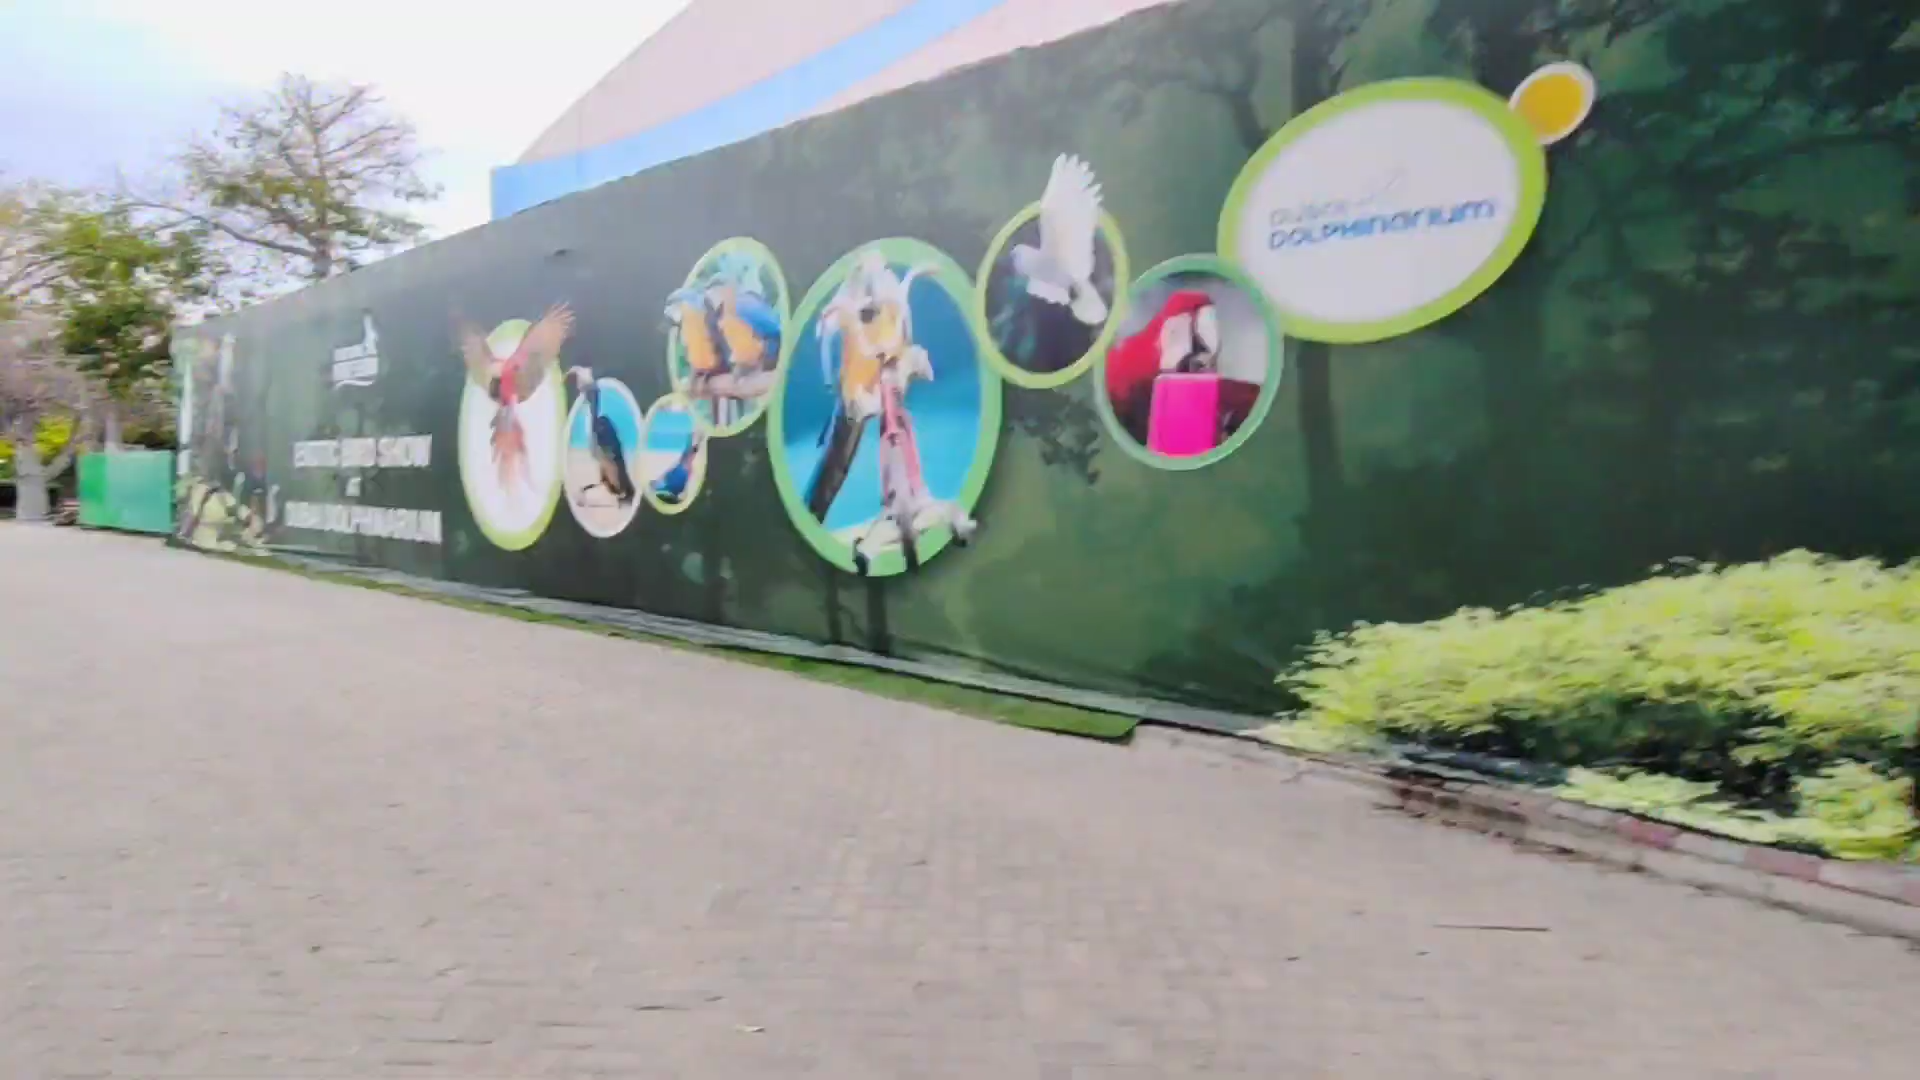 EXOTIC BIRD SHOW
AT
DUBAI DOLPHINARIUM
DUBAI
DOLPHINARIUM